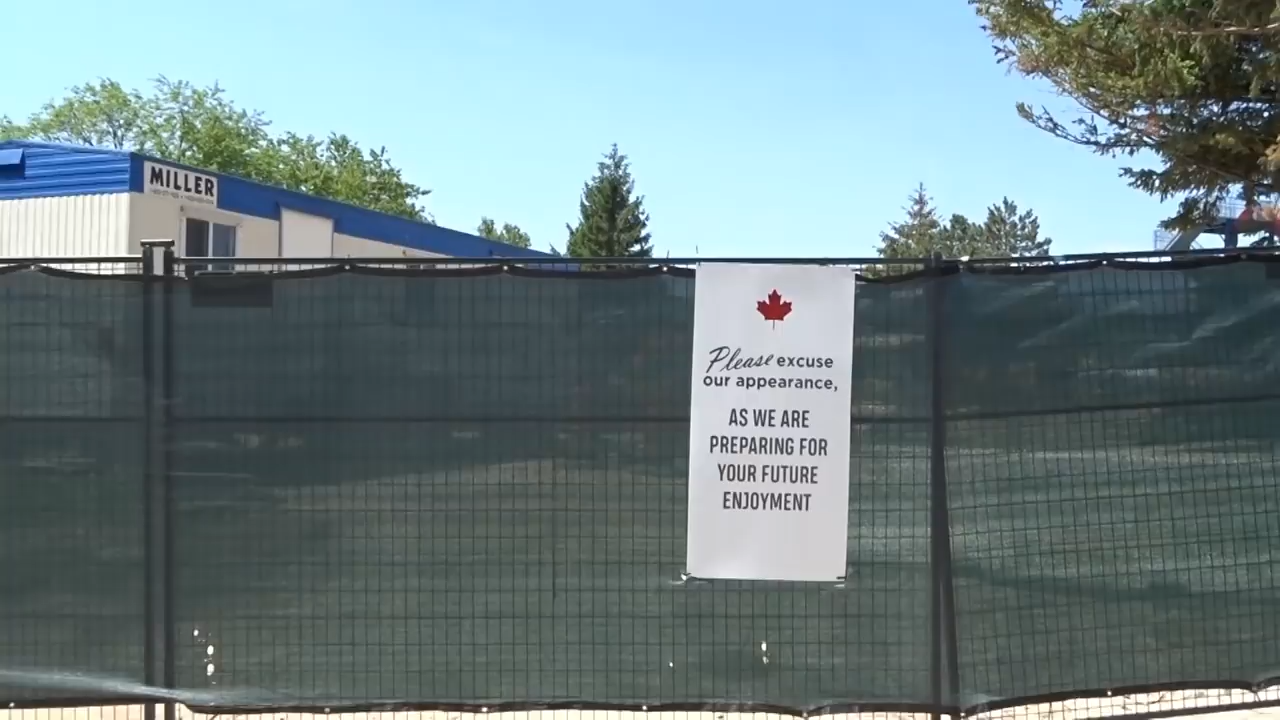 MILLER
Please excuse
our appearance,
AS WE ARE
PREPARING FOR
YOUR FUTURE
ENJOYMENT